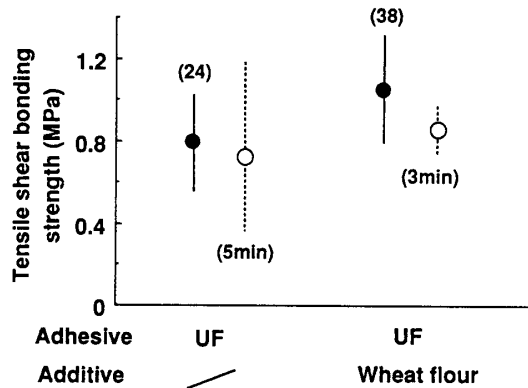 Tensile shear bonding
strength (MPa)
1.2
0.8
0.4
0
(24)
(5min)
(38)
(3min)
Adhesive UF UF
Additive Wheat flour